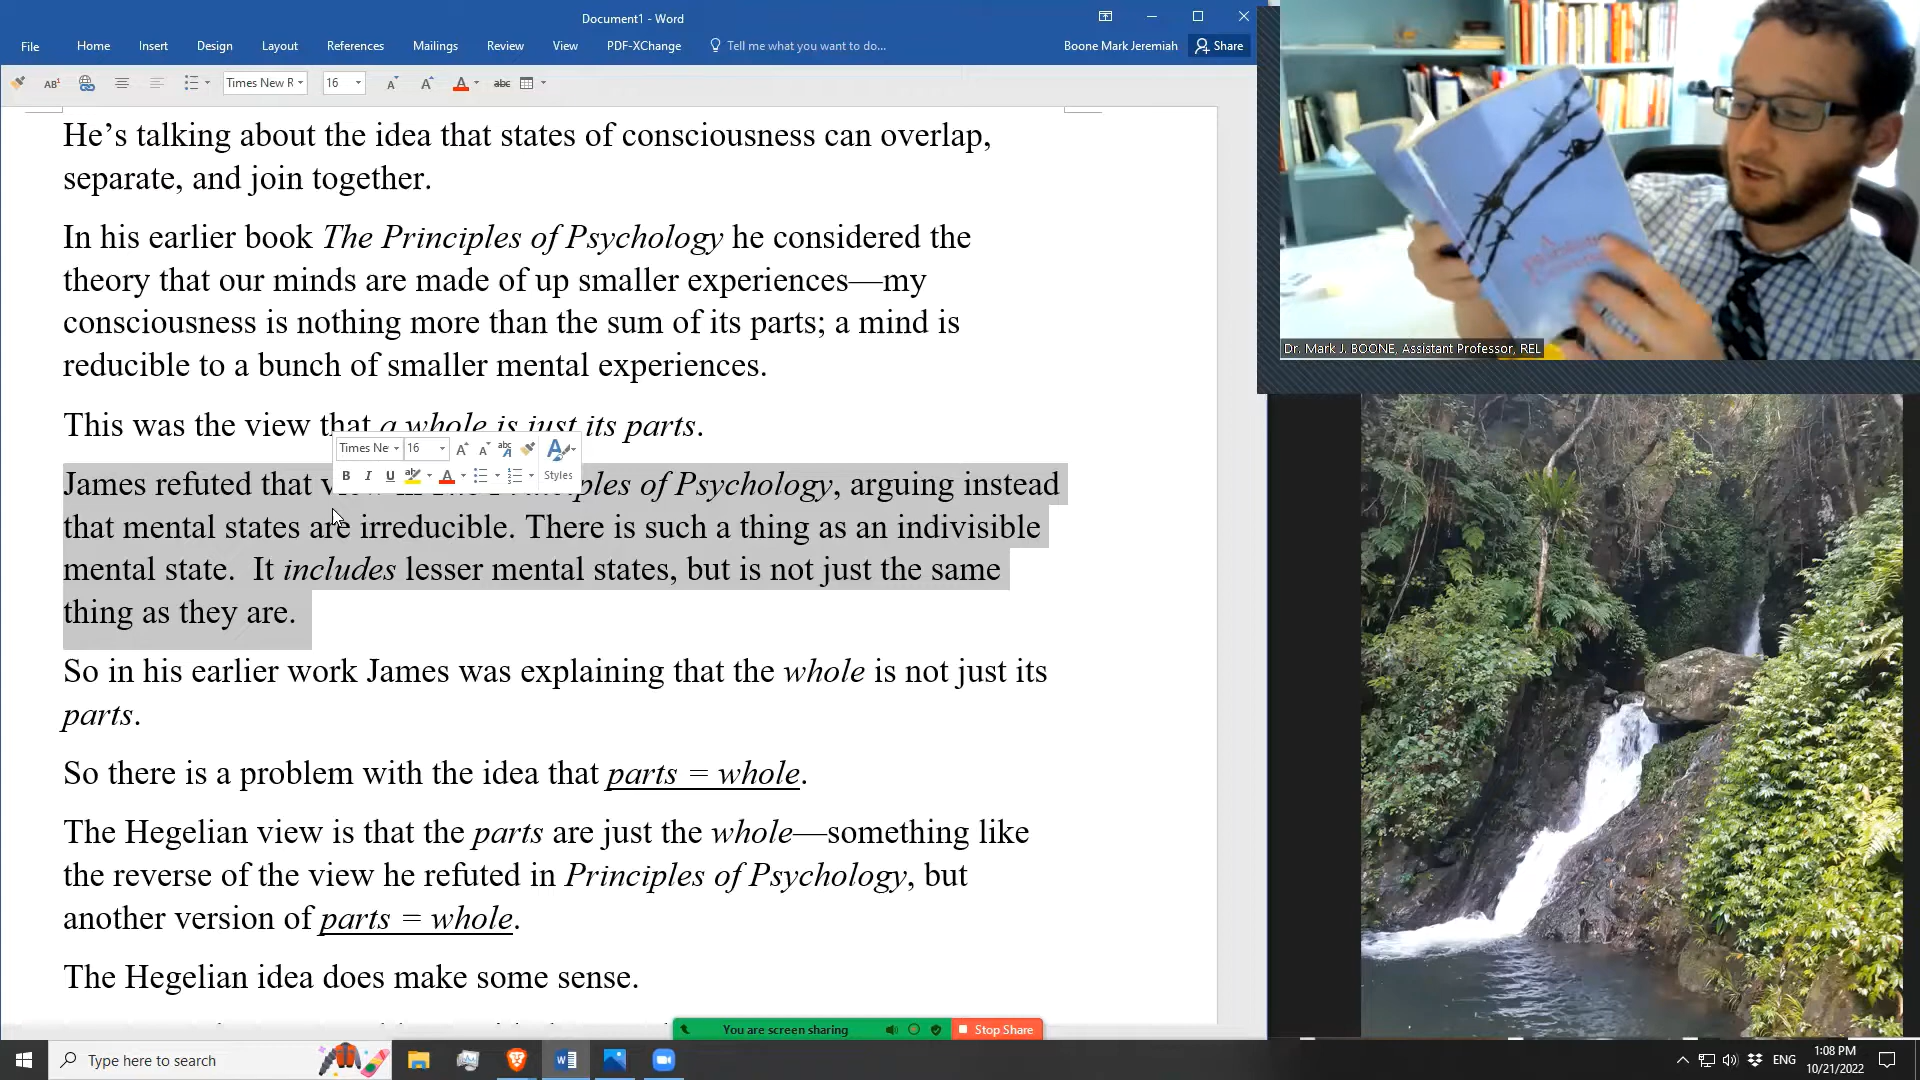 Document1 - Word
File Home Insert Design Layout References Mailings Review View PDF-XChange Tell me what you want to do... Boone Mark Jeremiah Share
AB¹ Times New R 16 A A A abc
He's talking about the idea that states of consciousness can overlap,
separate, and join together.
In his earlier book The Principles of Psychology he considered the
theory that our minds are made of up smaller experiences—my
consciousness is nothing more than the sum of its parts; a mind is
reducible to a bunch of smaller mental experiences.
This was the view that a whole is just its parts.
Times Ne 16 A A abc A A
B I U ab A Styles
James refuted that view in The Principles of Psychology, arguing instead
that mental states are irreducible. There is such a thing as an indivisible
mental state.  It includes lesser mental states, but is not just the same
thing as they are.
So in his earlier work James was explaining that the whole is not just its
parts.
So there is a problem with the idea that parts = whole.
The Hegelian view is that the parts are just the whole—something like
the reverse of the view he refuted in Principles of Psychology, but
another version of parts = whole.
The Hegelian idea does make some sense.
Dr. Mark J. BOONE, Assistant Professor, REL
A
You are screen sharing Stop Share
Type here to search
ENG 1:08 PM
10/21/2022